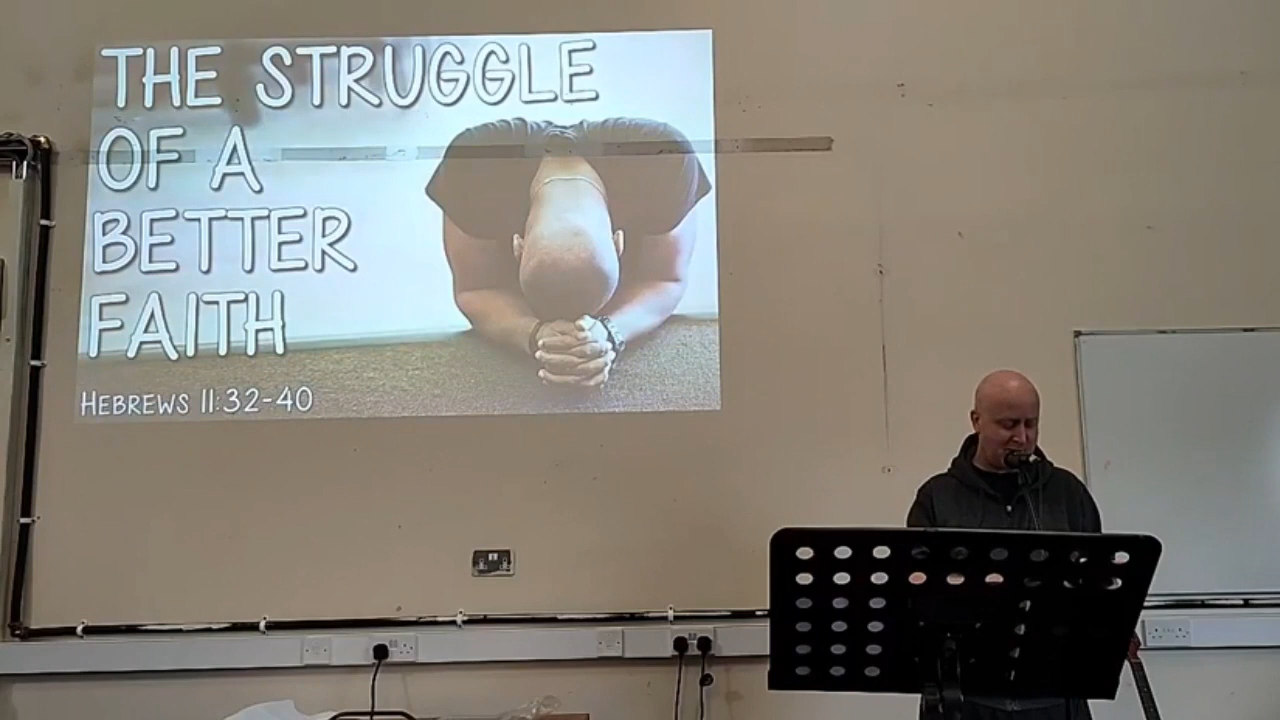 THE STRUGGLE
OF A
BETTER
FAITH
HEBREWS 11:32-40